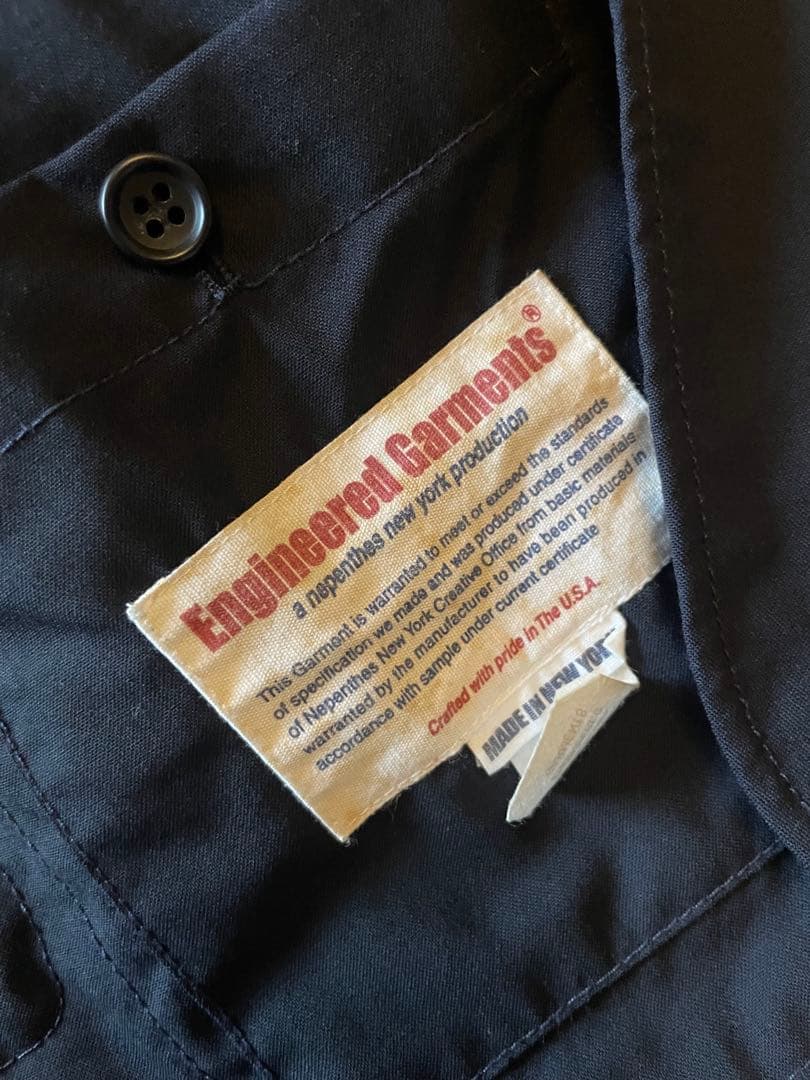 Engineered Garments®
a nepenthes new york production
This Garment is warranted to meet or exceed the standards
of specification we made and was produced under certificate
of Nepenthes New York Creative Office from basic materials
warranted by the manufacturer to have bean produced in
accordance with sample under current certificate
Crafted with pride in The U.S.A.
MADE IN NEW YORK